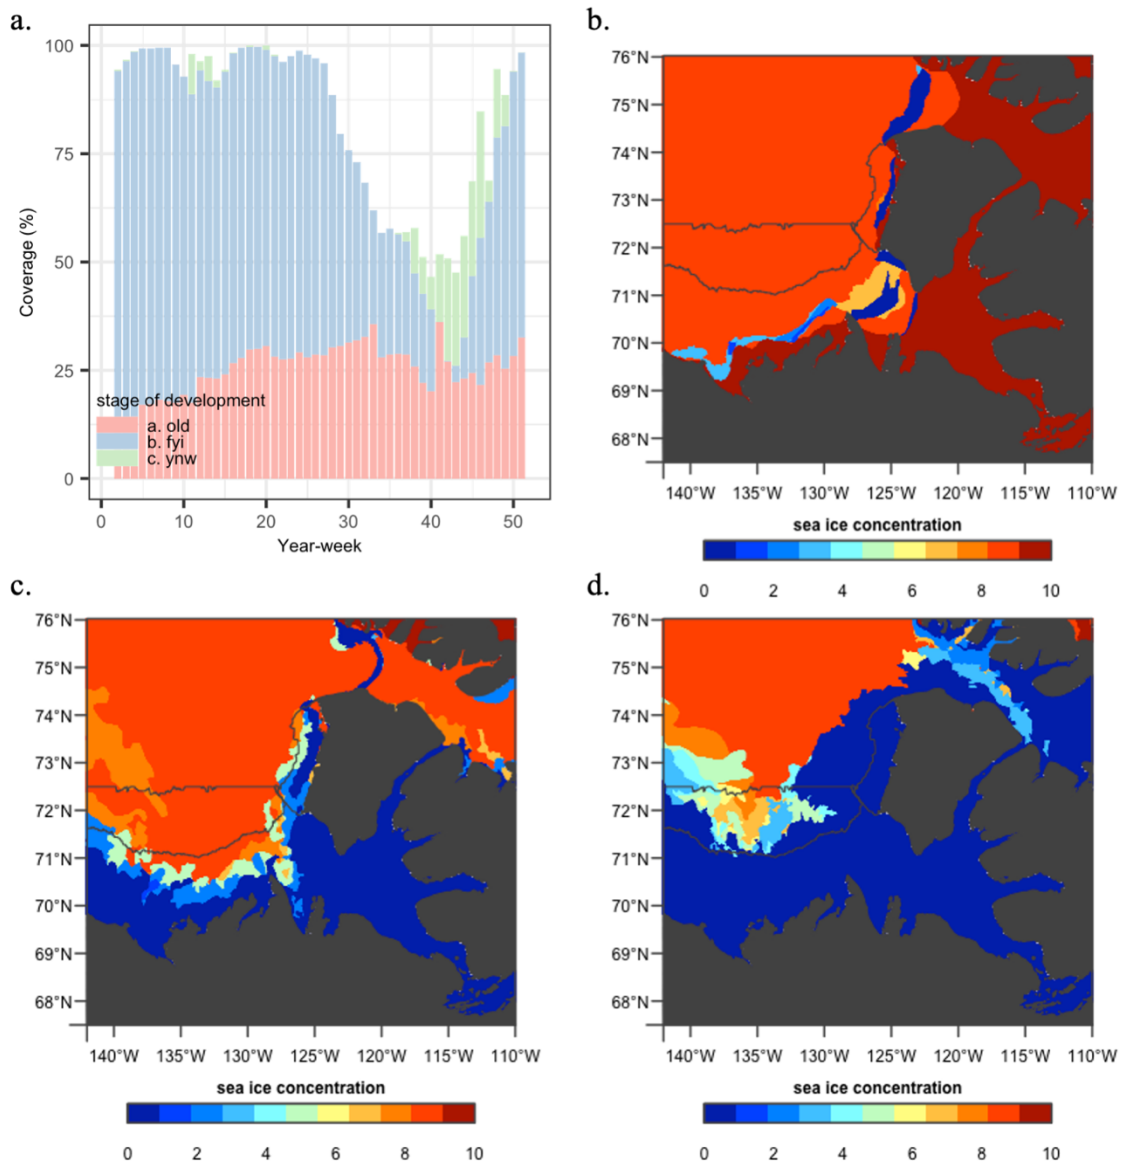 a.
100
75
50
25
0
Coverage (%)
stage of development
a. old
b. fyi
c. ynw
0 10 20 30 40 50
Year-week
b.
76°N
75°N
74°N
73°N
72°N
71°N
70°N
69°N
68°N
140°W 135°W 130°W 125°W 120°W 115°W 110°W
sea ice concentration
0 2 4 6 8 10
c.
76°N
75°N
74°N
73°N
72°N
71°N
70°N
69°N
68°N
140°W 135°W 130°W 125°W 120°W 115°W 110°W
sea ice concentration
0 2 4 6 8 10
d.
76°N
75°N
74°N
73°N
72°N
71°N
70°N
69°N
68°N
140°W 135°W 130°W 125°W 120°W 115°W 110°W
sea ice concentration
0 2 4 6 8 10